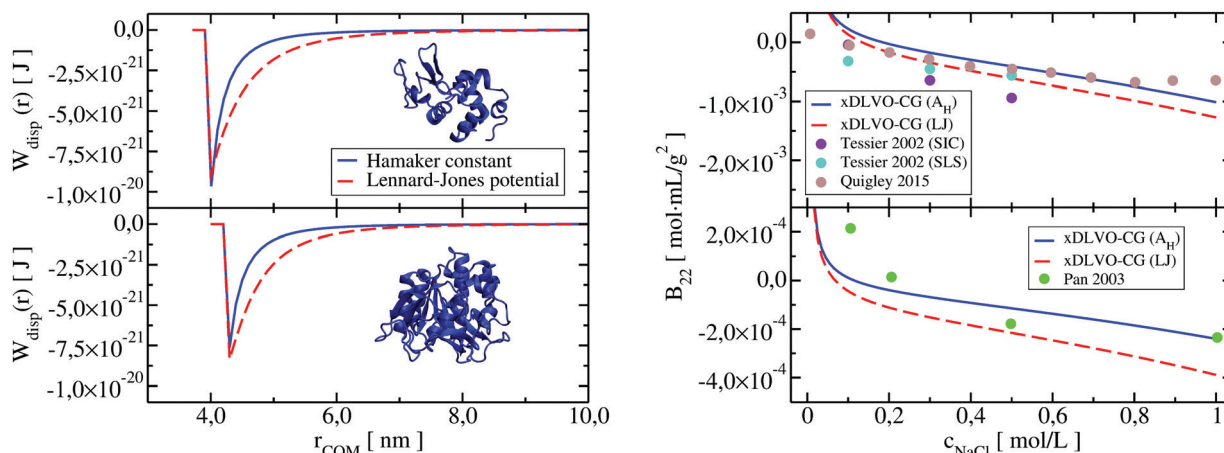 W_disp(r) [ J ]
0,0
-2,5×10^-21
-5,0×10^-21
-7,5×10^-21
-1,0×10^-20
Hamaker constant
Lennard-Jones potential
W_disp(r) [ J ]
0,0
-2,5×10^-21
-5,0×10^-21
-7,5×10^-21
-1,0×10^-20
4,0 6,0 8,0 10,0
r_COM [ nm ]
B_22 [ mol·mL/g^2 ]
0,0
-1,0×10^-3
-2,0×10^-3
xDLVO-CG (A_H)
xDLVO-CG (LJ)
Tessier 2002 (SIC)
Tessier 2002 (SLS)
Quigley 2015
2,0×10^-4
0,0
-2,0×10^-4
-4,0×10^-4
xDLVO-CG (A_H)
xDLVO-CG (LJ)
Pan 2003
0 0,2 0,4 0,6 0,8 1
c_NaCl [ mol/L ]